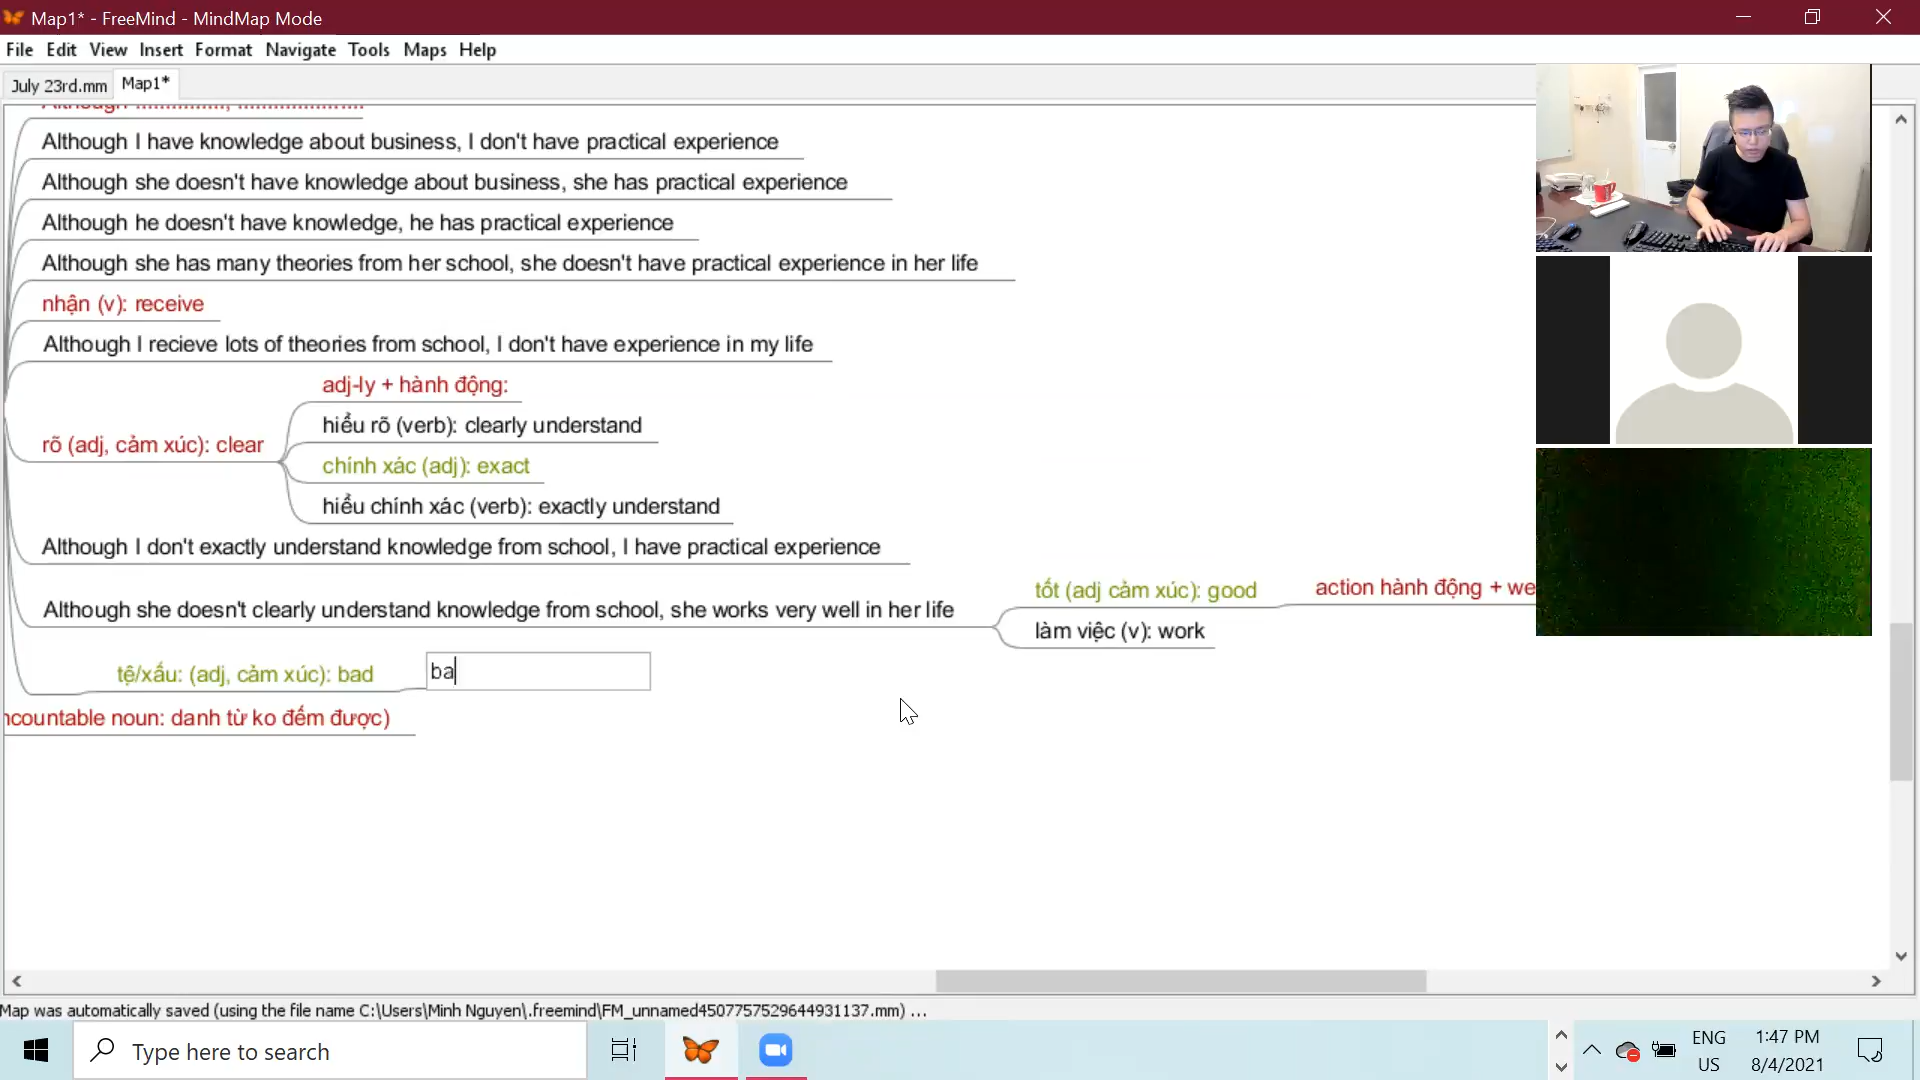 Map1* - FreeMind - MindMap Mode
File Edit View Insert Format Navigate Tools Maps Help
July 23rd.mm Map1*
Although ..............., .....................
Although I have knowledge about business, I don't have practical experience
Although she doesn't have knowledge about business, she has practical experience
Although he doesn't have knowledge, he has practical experience
Although she has many theories from her school, she doesn't have practical experience in her life
nhận (v): receive
Although I recieve lots of theories from school, I don't have experience in my life
rõ (adj, cảm xúc): clear
adj-ly + hành động:
hiểu rõ (verb): clearly understand
chính xác (adj): exact
hiểu chính xác (verb): exactly understand
Although I don't exactly understand knowledge from school, I have practical experience
Although she doesn't clearly understand knowledge from school, she works very well in her life
tốt (adj cảm xúc): good
action hành động + we
làm việc (v): work
tệ/xấu: (adj, cảm xúc): bad
ba
ncountable noun: danh từ ko đếm được)
Map was automatically saved (using the file name C:\Users\Minh Nguyen\.freemind\FM_unnamed4507757529644931137.mm) ...
Type here to search
ENG
US
1:47 PM
8/4/2021